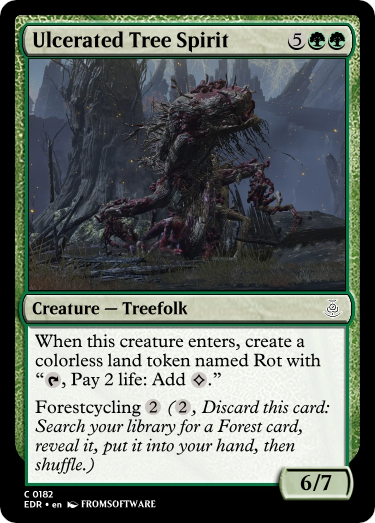 Ulcerated Tree Spirit 5
Creature — Treefolk
When this creature enters, create a
colorless land token named Rot with
“, Pay 2 life: Add .”
Forestcycling 2 (2, Discard this card:
Search your library for a Forest card,
reveal it, put it into your hand, then
shuffle.)
6/7
C 0182
EDR • en FROMSOFTWARE